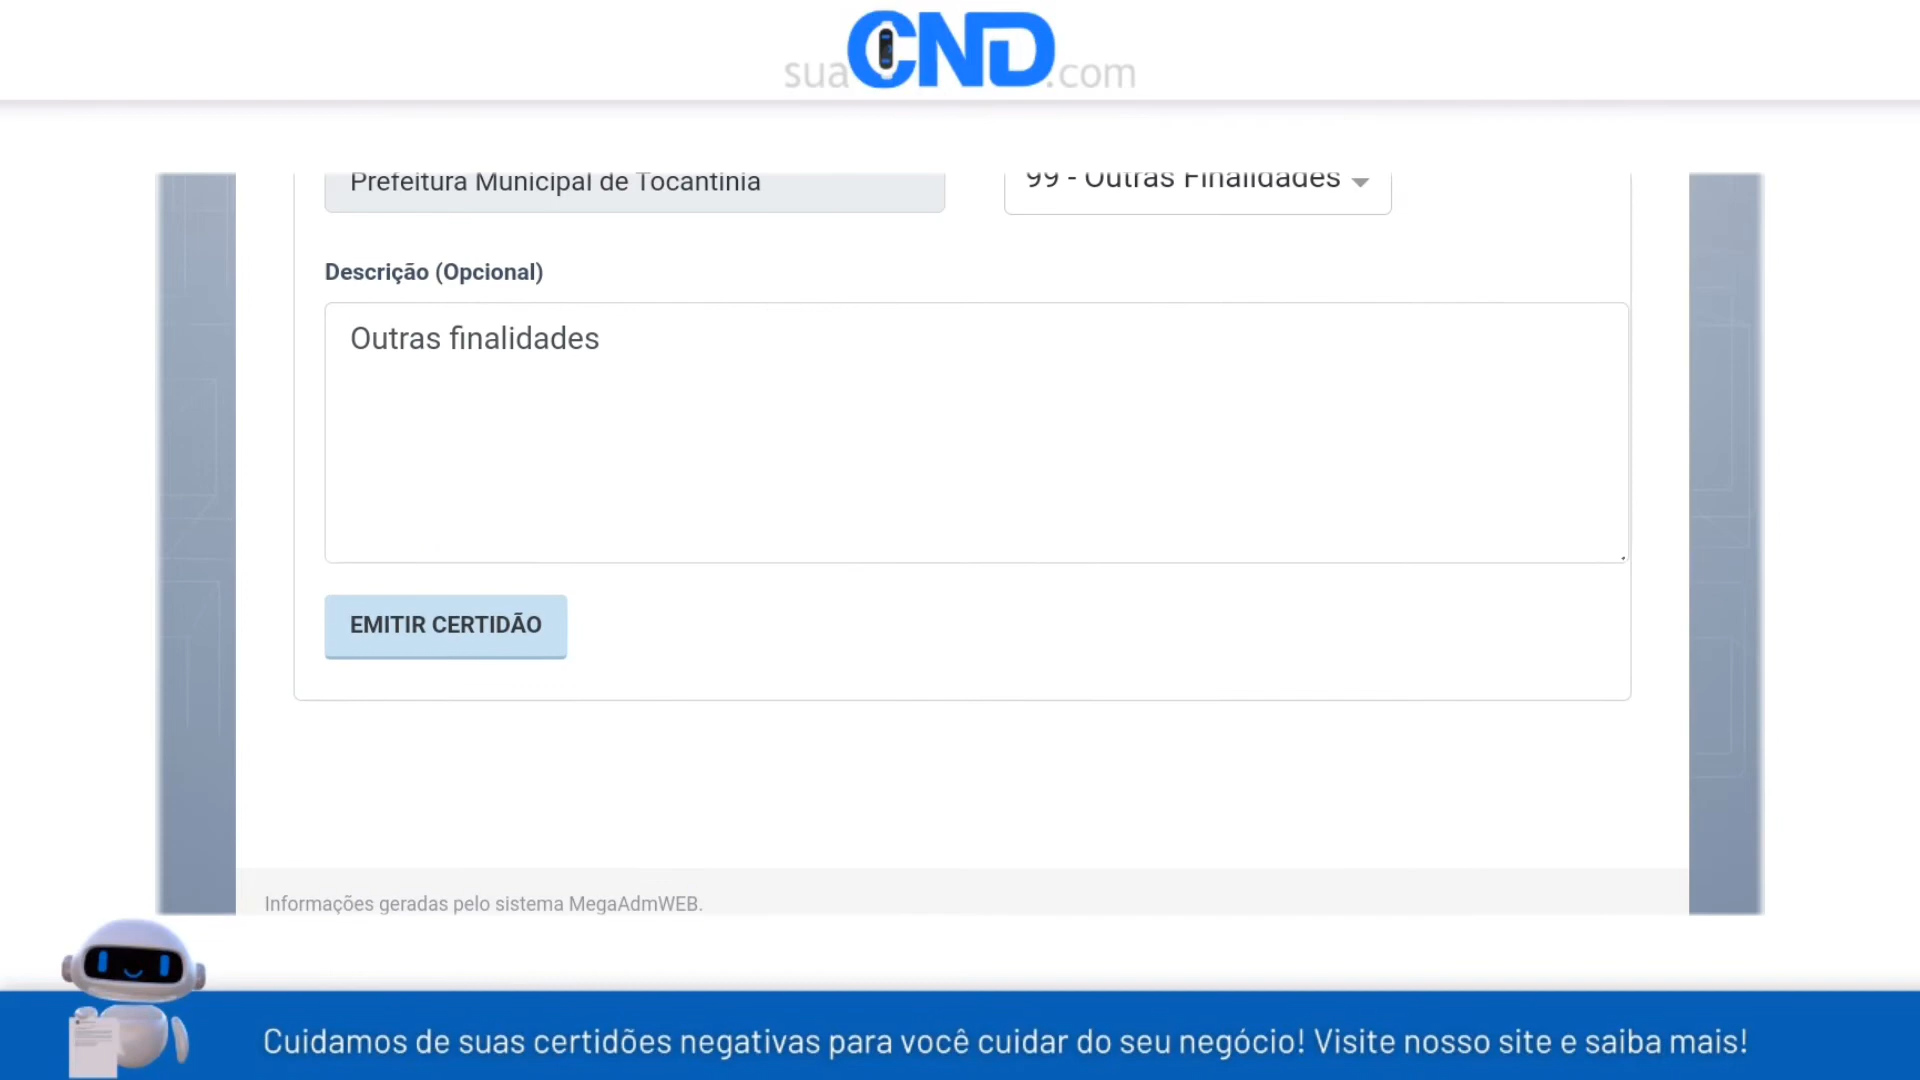 suaCND.com
Prefeitura Municipal de Tocantínia
99 - Outras Finalidades
Descrição (Opcional)
Outras finalidades
EMITIR CERTIDÃO
Informações geradas pelo sistema MegaAdmWEB.
Cuidamos de suas certidões negativas para você cuidar do seu negócio! Visite nosso site e saiba mais!